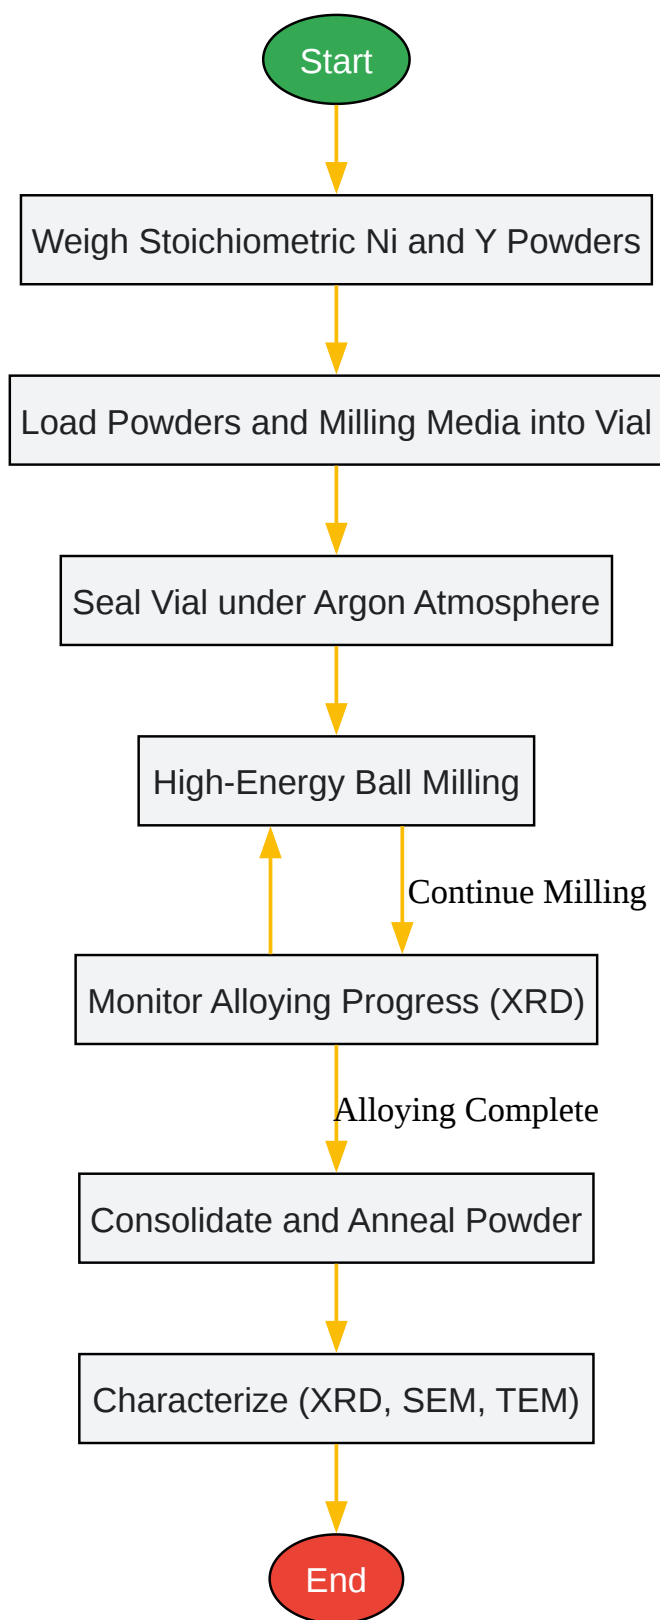 Start
Weigh Stoichiometric Ni and Y Powders
Load Powders and Milling Media into Vial
Seal Vial under Argon Atmosphere
High-Energy Ball Milling
Continue Milling
Monitor Alloying Progress (XRD)
Alloying Complete
Consolidate and Anneal Powder
Characterize (XRD, SEM, TEM)
End